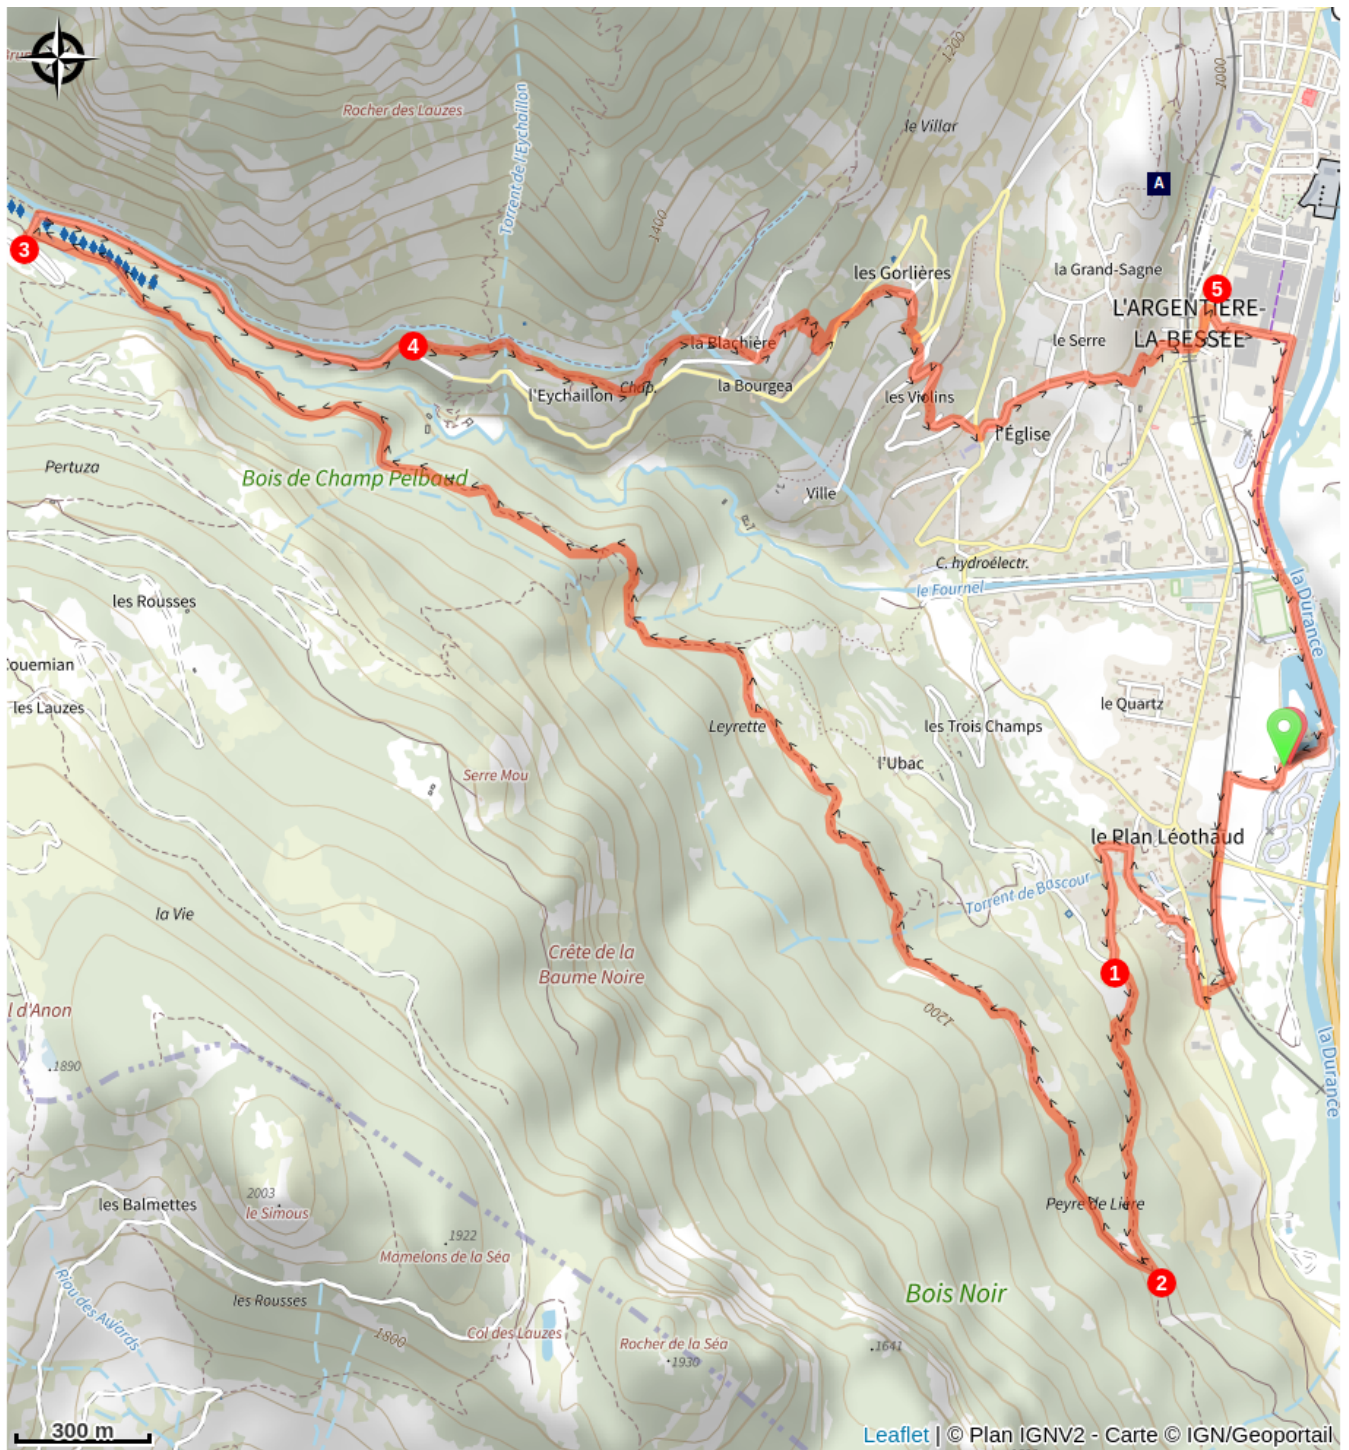 1200
1000
Rocher des Lauzes
le Villar
Torrent de l'Eychaillon
A
1400
3
les Gorlières
la Grand-Sagne
5
L'ARGENTIÈRE-
LA-BESSÉE
4
la Blachière
le Serre
l'Eychaillon
Chap.
la Bourgea
les Violins
l'Église
Pertuza
Bois de Champ Pelbaud
Ville
C. hydroélectr.
le Fournel
les Rousses
la Durance
les Lauzes
Leyrette
le Quartz
les Trois Champs
l'Ubac
Serre Mou
le Plan Léothaud
Torrent de Boscour
la Vie
Crête de la
Baume Noire
1
l d'Anon
1200
1890
la Durance
2003
le Simous
les Balmettes
Peyre de Lière
1922
Mamelons de la Séa
2
Riou des Auvards
les Rousses
Bois Noir
1800
Col des Lauzes
Rocher de la Séa
1930
1641
300 m
Leaflet | © Plan IGNV2 - Carte © IGN/Geoportail